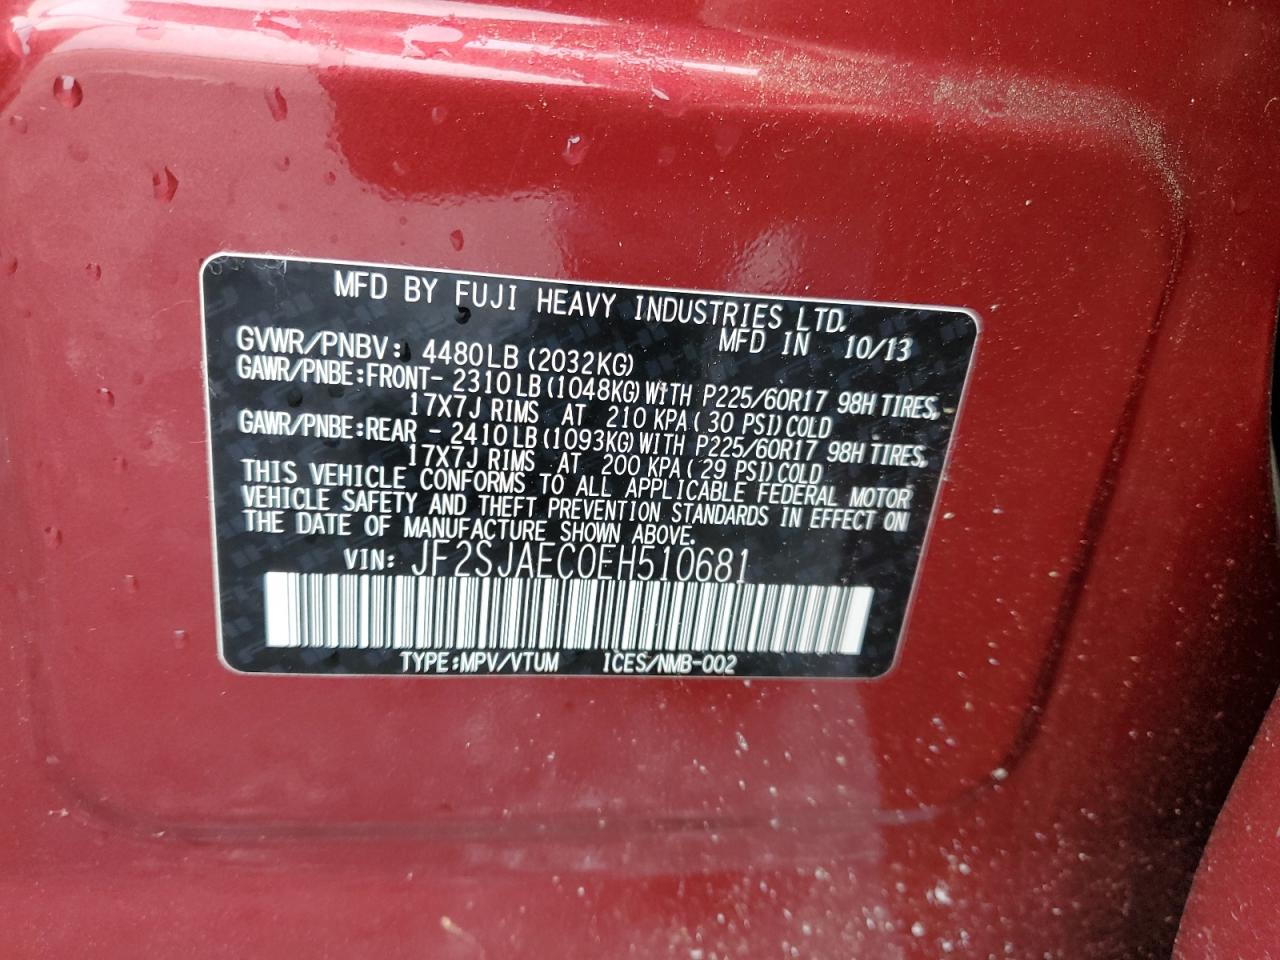 MFD BY FUJI HEAVY INDUSTRIES LTD.
MFD IN 10/13
GVWR/PNBV: 4480LB (2032KG)
GAWR/PNBE:FRONT- 2310LB (1048KG) WITH P225/60R17 98H TIRES,
17X7J RIMS AT 210 KPA ( 30 PSI) COLD
GAWR/PNBE:REAR - 2410LB (1093KG) WITH P225/60R17 98H TIRES,
17X7J RIMS AT 200 KPA ( 29 PSI) COLD
THIS VEHICLE CONFORMS TO ALL APPLICABLE FEDERAL MOTOR
VEHICLE SAFETY AND THEFT PREVENTION STANDARDS IN EFFECT ON
THE DATE OF MANUFACTURE SHOWN ABOVE.
VIN: JF2SJAEC0EH510681
TYPE:MPV/VTUM ICES/NMB-002